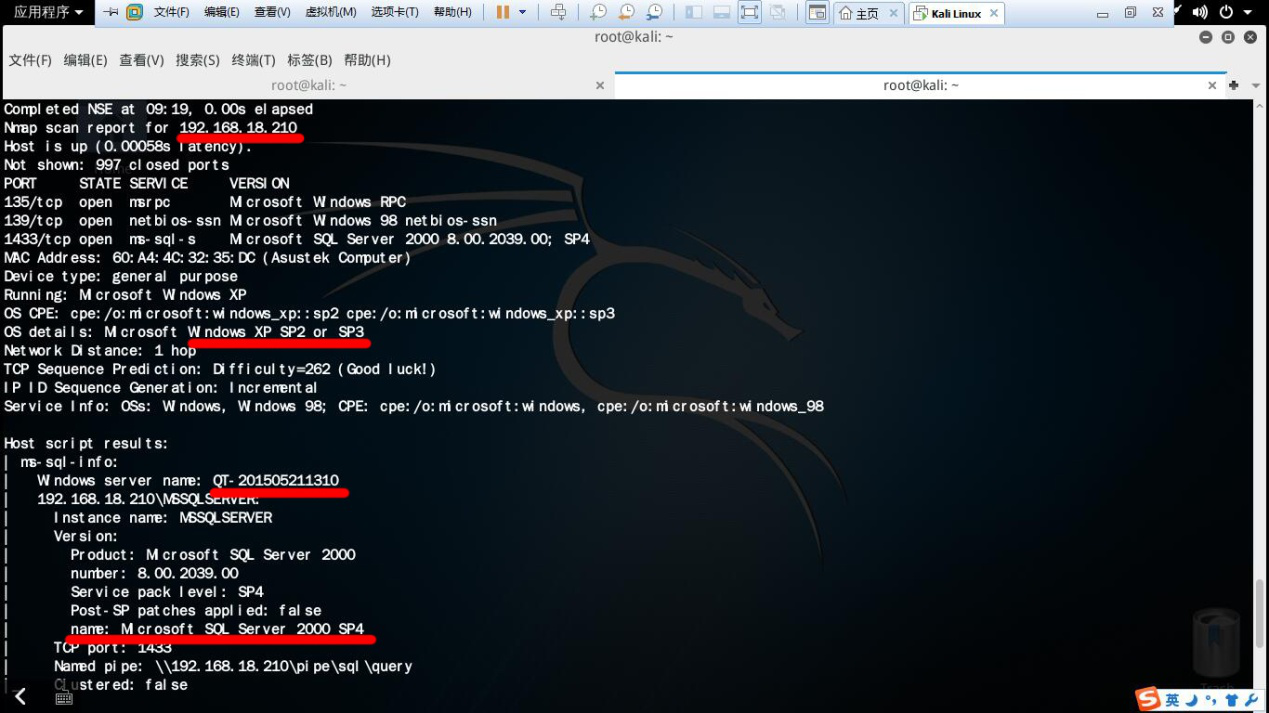 应用程序 文件(F) 编辑(E) 查看(V) 虚拟机(M) 选项卡(T) 帮助(H) 主页 Kali Linux
root@kali: ~
文件(F) 编辑(E) 查看(V) 搜索(S) 终端(T) 标签(B) 帮助(H)
root@kali: ~ root@kali: ~
Completed NSE at 09:19, 0.00s elapsed
Nmap scan report for 192.168.18.210
Host is up (0.00058s latency).
Not shown: 997 closed ports
PORT STATE SERVICE VERSION
135/tcp open msrpc Microsoft Windows RPC
139/tcp open netbios-ssn Microsoft Windows 98 netbios-ssn
1433/tcp open ms-sql-s Microsoft SQL Server 2000 8.00.2039.00; SP4
MAC Address: 60:A4:4C:32:35:DC (Asustek Computer)
Device type: general purpose
Running: Microsoft Windows XP
OS CPE: cpe:/o:microsoft:windows_xp::sp2 cpe:/o:microsoft:windows_xp::sp3
OS details: Microsoft Windows XP SP2 or SP3
Network Distance: 1 hop
TCP Sequence Prediction: Difficulty=262 (Good luck!)
IP ID Sequence Generation: Incremental
Service Info: OSs: Windows, Windows 98; CPE: cpe:/o:microsoft:windows, cpe:/o:microsoft:windows_98
Host script results:
| ms-sql-info:
| Windows server name: QT-201505211310
| 192.168.18.210\MSSQLSERVER:
| Instance name: MSSQLSERVER
| Version:
| Product: Microsoft SQL Server 2000
| number: 8.00.2039.00
| Service pack level: SP4
| Post-SP patches applied: false
| name: Microsoft SQL Server 2000 SP4
| TCP port: 1433
| Named pipe: \\192.168.18.210\pipe\sql\query
|_ Clustered: false
英